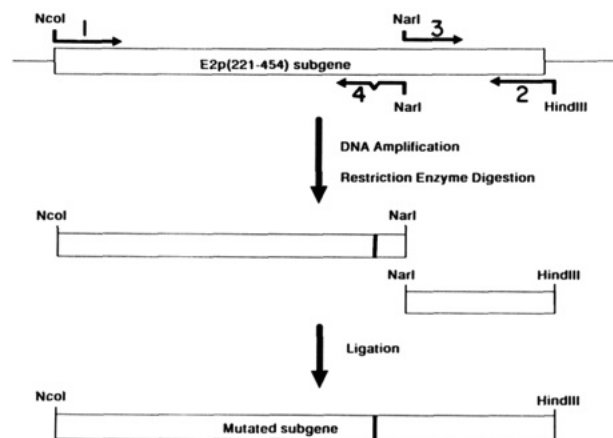 NcoI
NarI
1
3
E2p(221-454) subgene
4
2
NarI
HindIII
DNA Amplification
Restriction Enzyme Digestion
NcoI
NarI
NarI
HindIII
Ligation
NcoI
HindIII
Mutated subgene